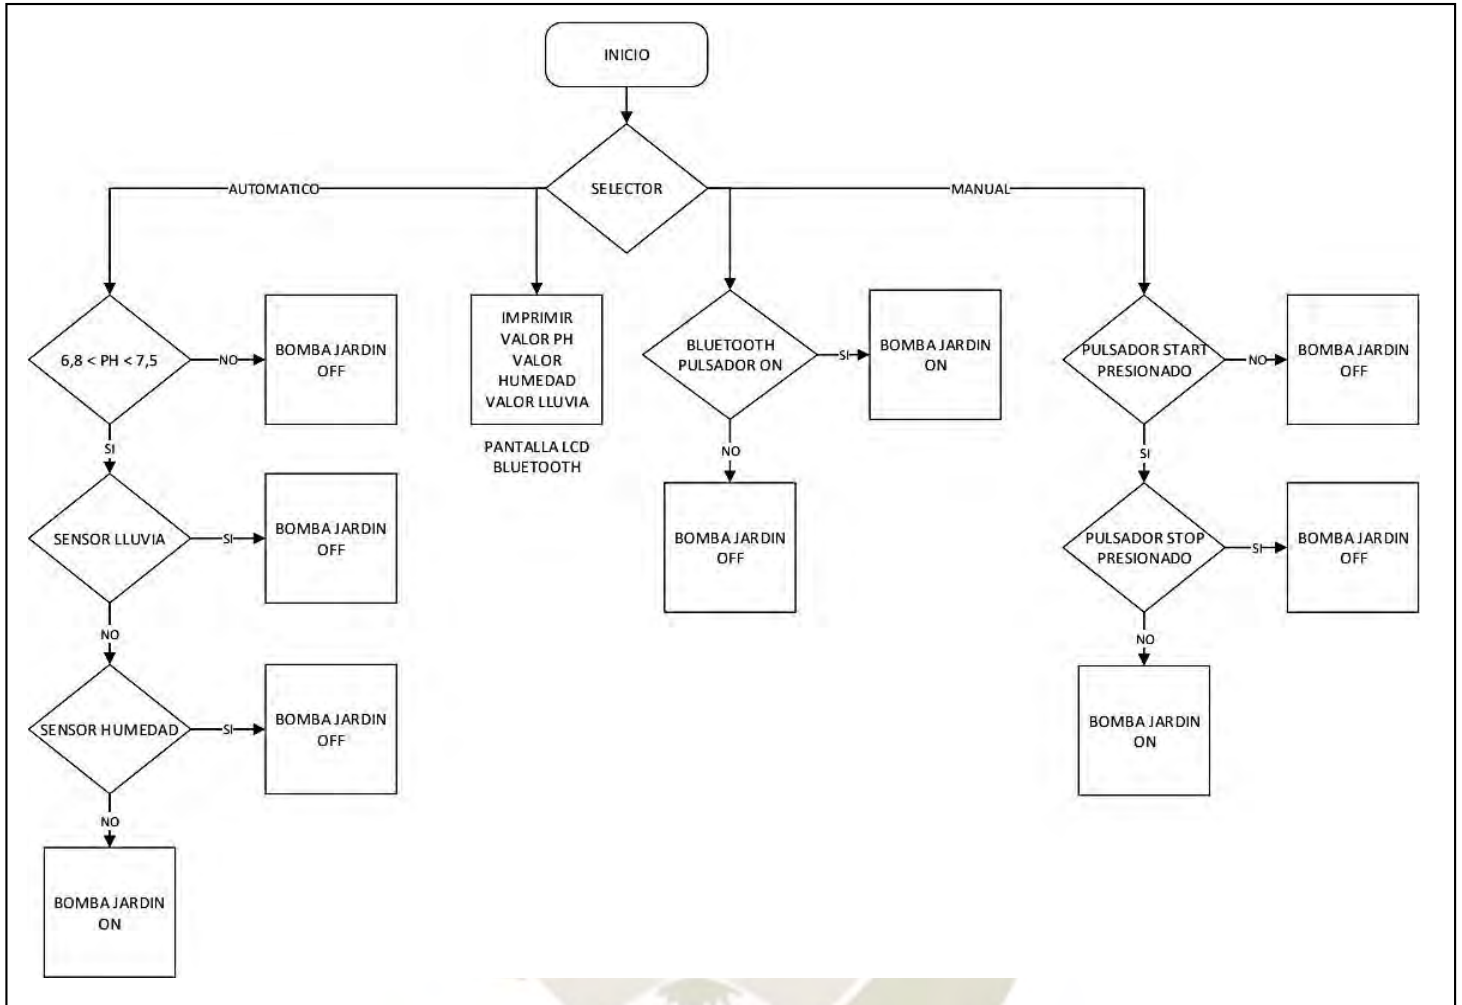 INICIO
SELECTOR
AUTOMATICO
MANUAL
6,8 < PH < 7,5
NO
BOMBA JARDIN
OFF
SI
SENSOR LLUVIA
SI
BOMBA JARDIN
OFF
NO
SENSOR HUMEDAD
SI
BOMBA JARDIN
OFF
NO
BOMBA JARDIN
ON
IMPRIMIR
VALOR PH
VALOR
HUMEDAD
VALOR LLUVIA
PANTALLA LCD
BLUETOOTH
BLUETOOTH
PULSADOR ON
SI
BOMBA JARDIN
ON
NO
BOMBA JARDIN
OFF
PULSADOR START
PRESIONADO
NO
BOMBA JARDIN
OFF
SI
PULSADOR STOP
PRESIONADO
SI
BOMBA JARDIN
OFF
NO
BOMBA JARDIN
ON